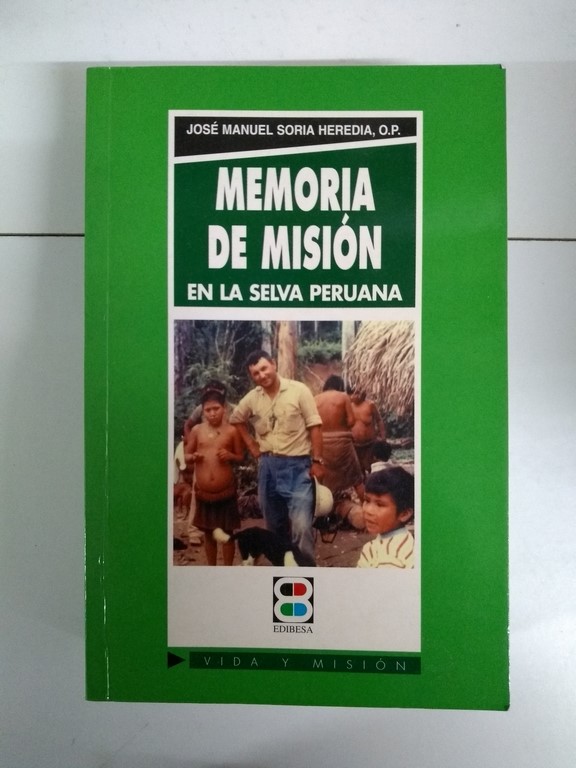 JOSÉ MANUEL SORIA HEREDIA, O.P.
MEMORIA
DE MISIÓN
EN LA SELVA PERUANA
EDIBESA
VIDA Y MISIÓN